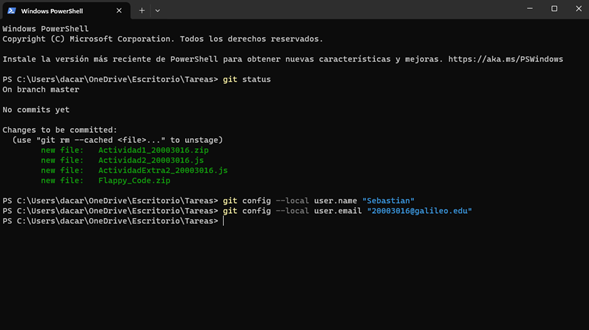 Windows PowerShell
Windows PowerShell
Copyright (C) Microsoft Corporation. Todos los derechos reservados.
Instale la versión más reciente de PowerShell para obtener nuevas características y mejoras. https://aka.ms/PSWindows
PS C:\Users\dacar\OneDrive\Escritorio\Tareas> git status
On branch master
No commits yet
Changes to be committed:
  (use "git rm --cached <file>..." to unstage)
        new file:   Actividad1_20003016.zip
        new file:   Actividad2_20003016.js
        new file:   ActividadExtra2_20003016.js
        new file:   Flappy_Code.zip
PS C:\Users\dacar\OneDrive\Escritorio\Tareas> git config --local user.name "Sebastian"
PS C:\Users\dacar\OneDrive\Escritorio\Tareas> git config --local user.email "20003016@galileo.edu"
PS C:\Users\dacar\OneDrive\Escritorio\Tareas>